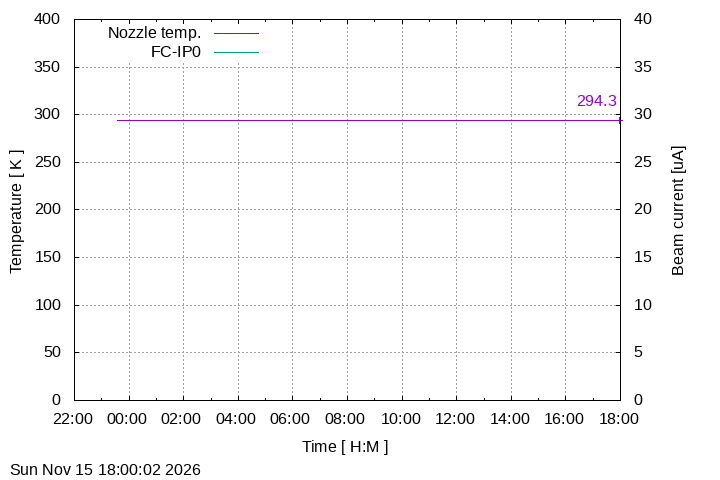 400
350
300
250
200
150
100
50
0
40
35
30
25
20
15
10
5
0
Nozzle temp.
FC-IP0
294.3
Temperature [ K ]
Beam current [uA]
22:00 00:00 02:00 04:00 06:00 08:00 10:00 12:00 14:00 16:00 18:00
Time [ H:M ]
Sun Nov 15 18:00:02 2026